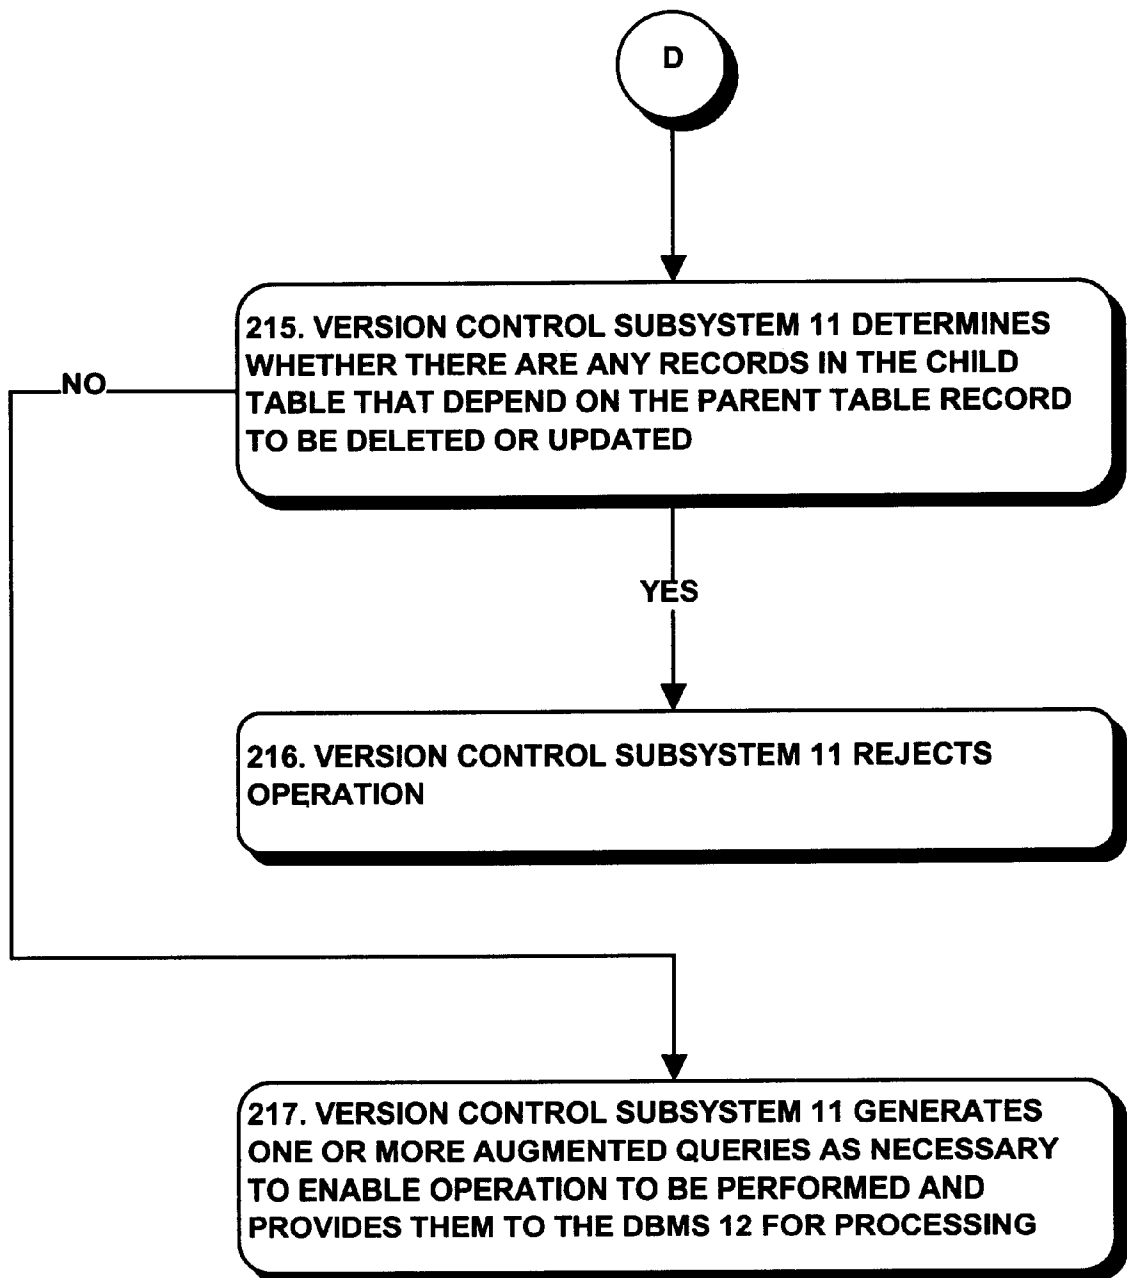 D
215. VERSION CONTROL SUBSYSTEM 11 DETERMINES
WHETHER THERE ARE ANY RECORDS IN THE CHILD
TABLE THAT DEPEND ON THE PARENT TABLE RECORD
TO BE DELETED OR UPDATED
NO
YES
216. VERSION CONTROL SUBSYSTEM 11 REJECTS
OPERATION
217. VERSION CONTROL SUBSYSTEM 11 GENERATES
ONE OR MORE AUGMENTED QUERIES AS NECESSARY
TO ENABLE OPERATION TO BE PERFORMED AND
PROVIDES THEM TO THE DBMS 12 FOR PROCESSING